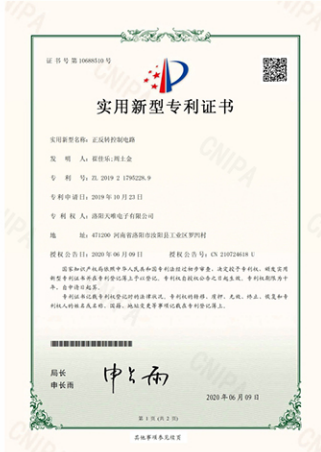 证书号第10689318号
实用新型专利证书
实用新型名称：正反转控制电路
发 明 人：崔佳乐;周士金
专 利 号：ZL 2019 2 1795228.9
专利申请日：2019年10月23日
专 利 权 人：洛阳天唯电子有限公司
地 址：471200 河南省洛阳市汝阳县工业区罗凹村
授权公告日：2020年06月09日 授权公告号：CN 210724618 U
国家知识产权局依照中华人民共和国专利法经过初步审查，决定授予专利权，颁发实用
新型专利证书并在专利登记簿上予以登记。专利权自授权公告之日起生效。专利权期限为十
年，自申请日起算。
专利证书记载专利权登记时的法律状况。专利权的转移、质押、无效、终止、恢复和专利
权人的姓名或名称、国籍、地址变更等事项记载在专利登记簿上。
局长
申长雨
申长雨
2020年06月09日
第 1 页 (共 2 页)
其他事项参见续页
CNIPA